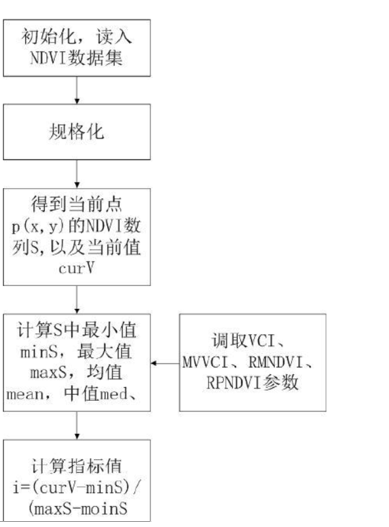 初始化, 读入
NDVI数据集
规格化
得到当前点
p(x,y)的NDVI数
列S,以及当前值
curV
计算S中最小值
minS, 最大值
maxS, 均值
mean, 中值med、
调取VCI、
MVVCI、RMNDVI、
RPNDVI参数
计算指标值
i=(curV-minS)/
(maxS-moinS